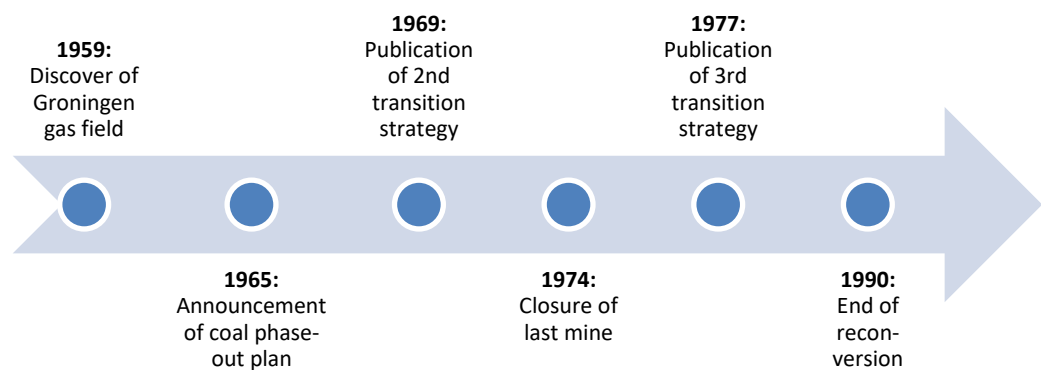 1959:
Discover of
Groningen
gas field
1965:
Announcement
of coal phase-
out plan
1969:
Publication
of 2nd
transition
strategy
1974:
Closure of
last mine
1977:
Publication
of 3rd
transition
strategy
1990:
End of
recon-
version